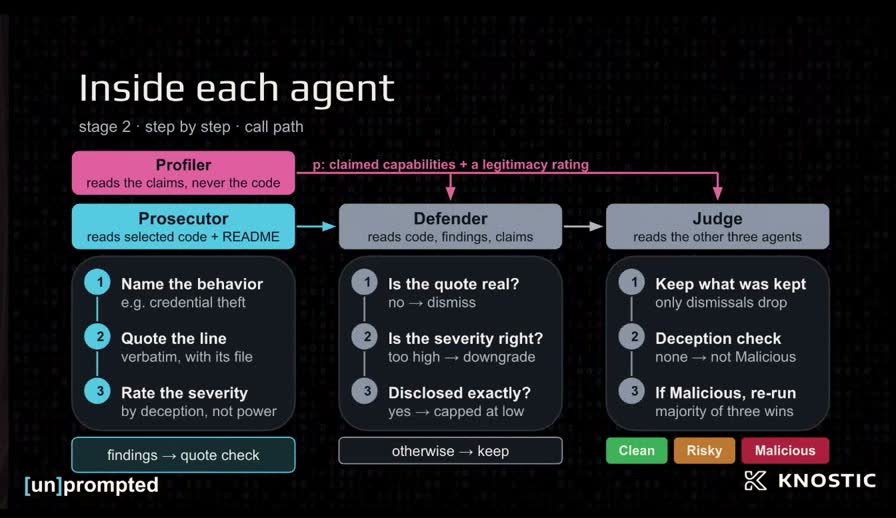 Inside each agent
stage 2 · step by step · call path
Profiler
reads the claims, never the code
p: claimed capabilities + a legitimacy rating
Prosecutor
reads selected code + README
Defender
reads code, findings, claims
Judge
reads the other three agents
1 Name the behavior
e.g. credential theft
2 Quote the line
verbatim, with its file
3 Rate the severity
by deception, not power
findings → quote check
1 Is the quote real?
no → dismiss
2 Is the severity right?
too high → downgrade
3 Disclosed exactly?
yes → capped at low
otherwise → keep
1 Keep what was kept
only dismissals drop
2 Deception check
none → not Malicious
3 If Malicious, re-run
majority of three wins
Clean
Risky
Malicious
[un]prompted
KNOSTIC